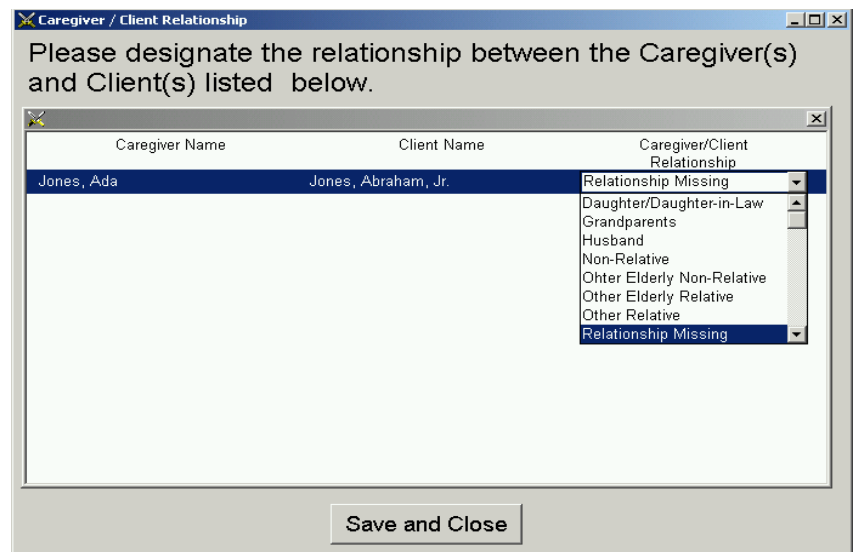 Caregiver / Client Relationship
Please designate the relationship between the Caregiver(s)
and Client(s) listed below.
Caregiver Name Client Name Caregiver/Client
Relationship
Jones, Ada Jones, Abraham, Jr. Relationship Missing
Daughter/Daughter-in-Law
Grandparents
Husband
Non-Relative
Ohter Elderly Non-Relative
Other Elderly Relative
Other Relative
Relationship Missing
Save and Close